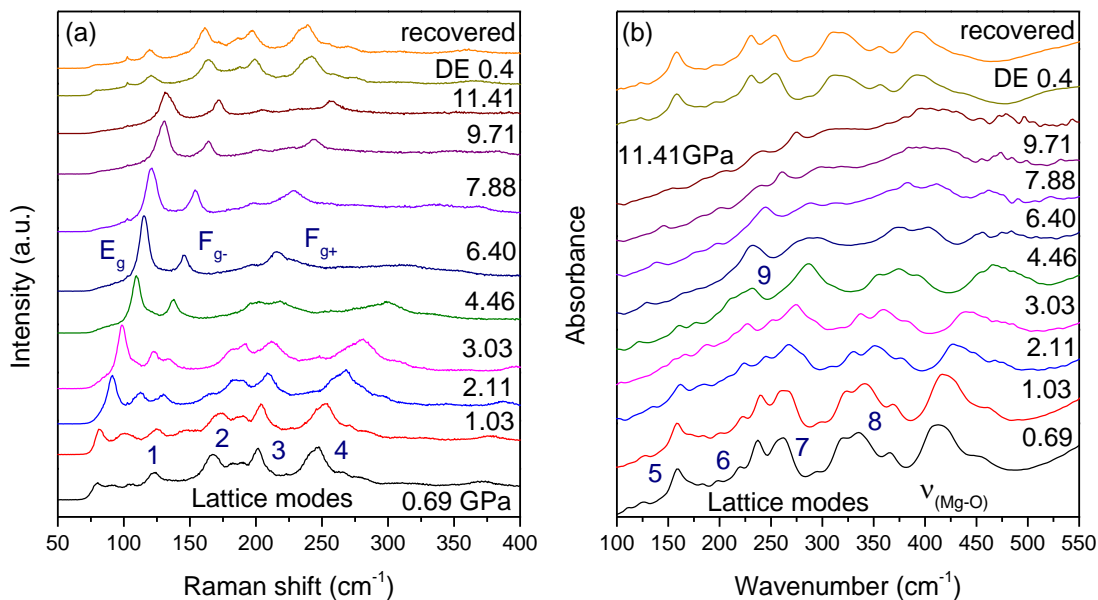 (a)
recovered
DE 0.4
11.41
9.71
7.88
6.40
4.46
3.03
2.11
1.03
0.69 GPa
E_g
F_g-
F_g+
1
2
3
4
Lattice modes
Intensity (a.u.)
50 100 150 200 250 300 350 400
Raman shift (cm⁻¹)
(b)
recovered
DE 0.4
11.41GPa
9.71
7.88
6.40
4.46
3.03
2.11
1.03
0.69
9
5
6
7
8
Lattice modes
ν(Mg-O)
Absorbance
100 150 200 250 300 350 400 450 500 550
Wavenumber (cm⁻¹)